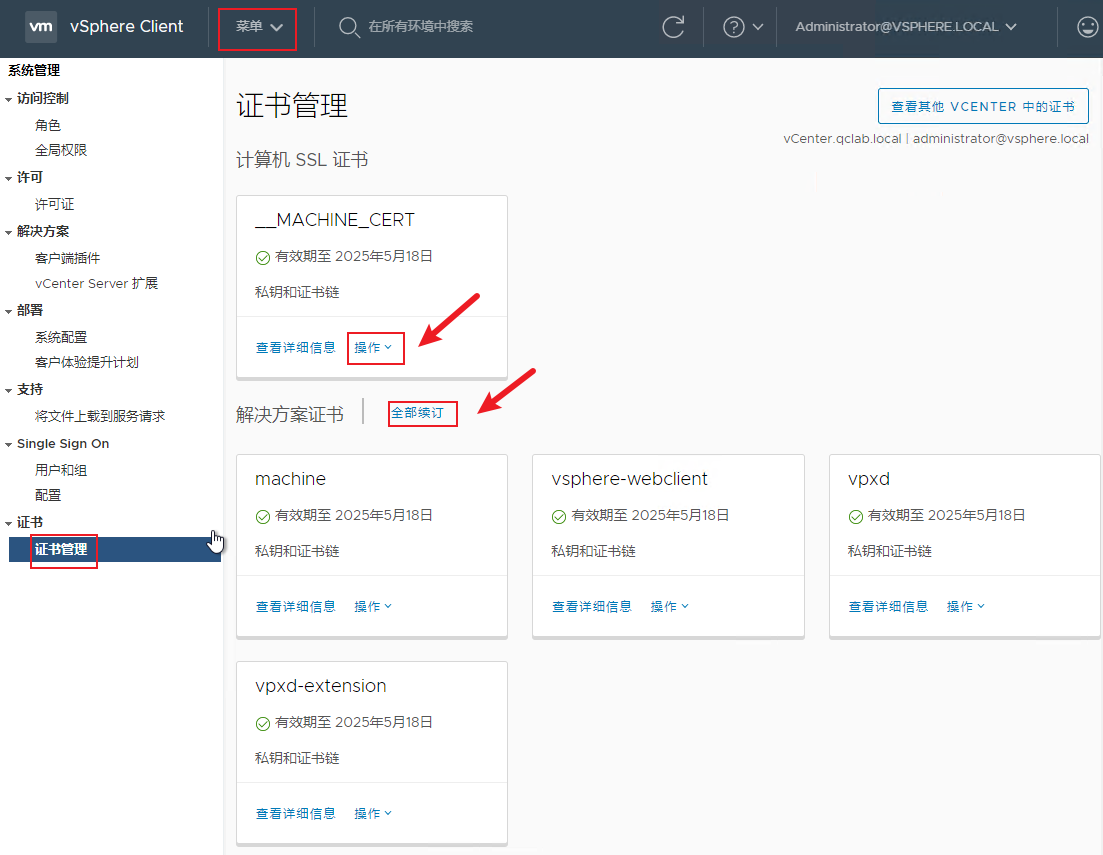 vm vSphere Client 菜单 在所有环境中搜索 Administrator@VSPHERE.LOCAL
系统管理
访问控制
角色
全局权限
许可
许可证
解决方案
客户端插件
vCenter Server 扩展
部署
系统配置
客户体验提升计划
支持
将文件上载到服务请求
Single Sign On
用户和组
配置
证书
证书管理
证书管理
查看其他 VCENTER 中的证书
vCenter.qclab.local | administrator@vsphere.local
计算机 SSL 证书
__MACHINE_CERT
有效期至 2025年5月18日
私钥和证书链
查看详细信息 操作
解决方案证书 全部续订
machine
有效期至 2025年5月18日
私钥和证书链
查看详细信息 操作
vsphere-webclient
有效期至 2025年5月18日
私钥和证书链
查看详细信息 操作
vpxd
有效期至 2025年5月18日
私钥和证书链
查看详细信息 操作
vpxd-extension
有效期至 2025年5月18日
私钥和证书链
查看详细信息 操作